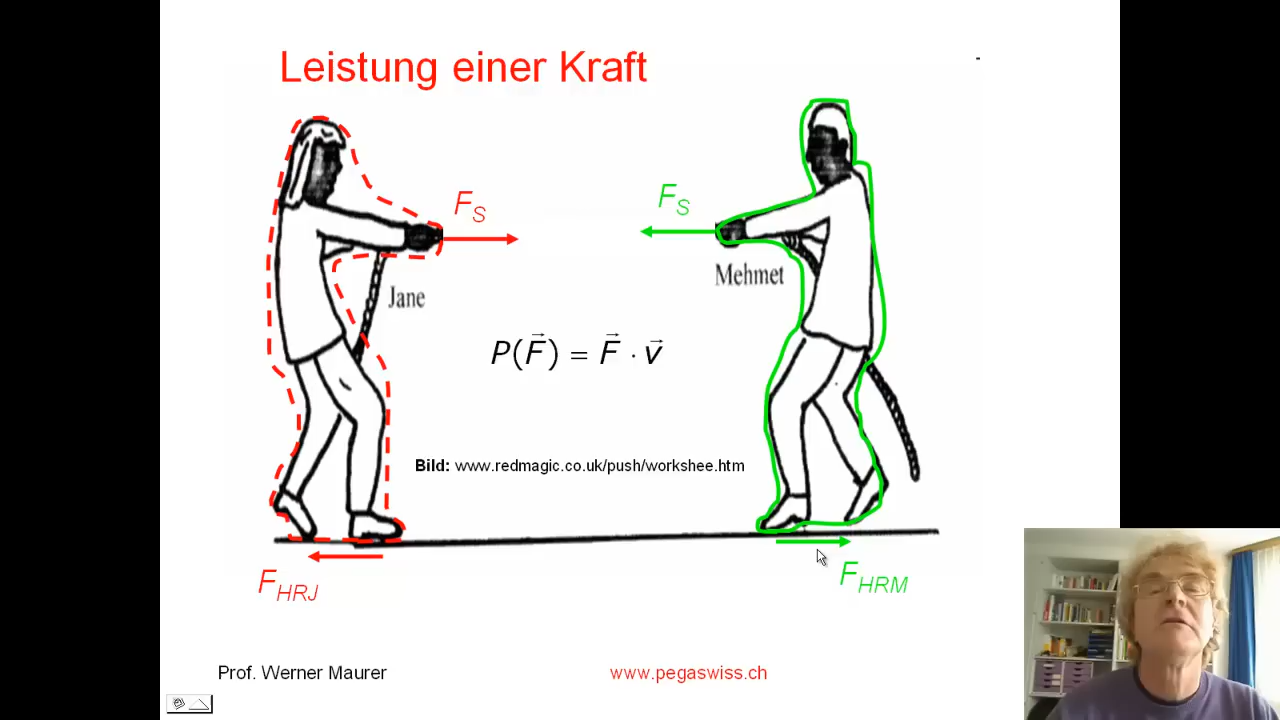 Leistung einer Kraft
F_S
F_S
Mehmet
Jane
P(F⃗) = F⃗ · v⃗
Bild: www.redmagic.co.uk/push/workshee.htm
F_HRJ
F_HRM
Prof. Werner Maurer
www.pegaswiss.ch